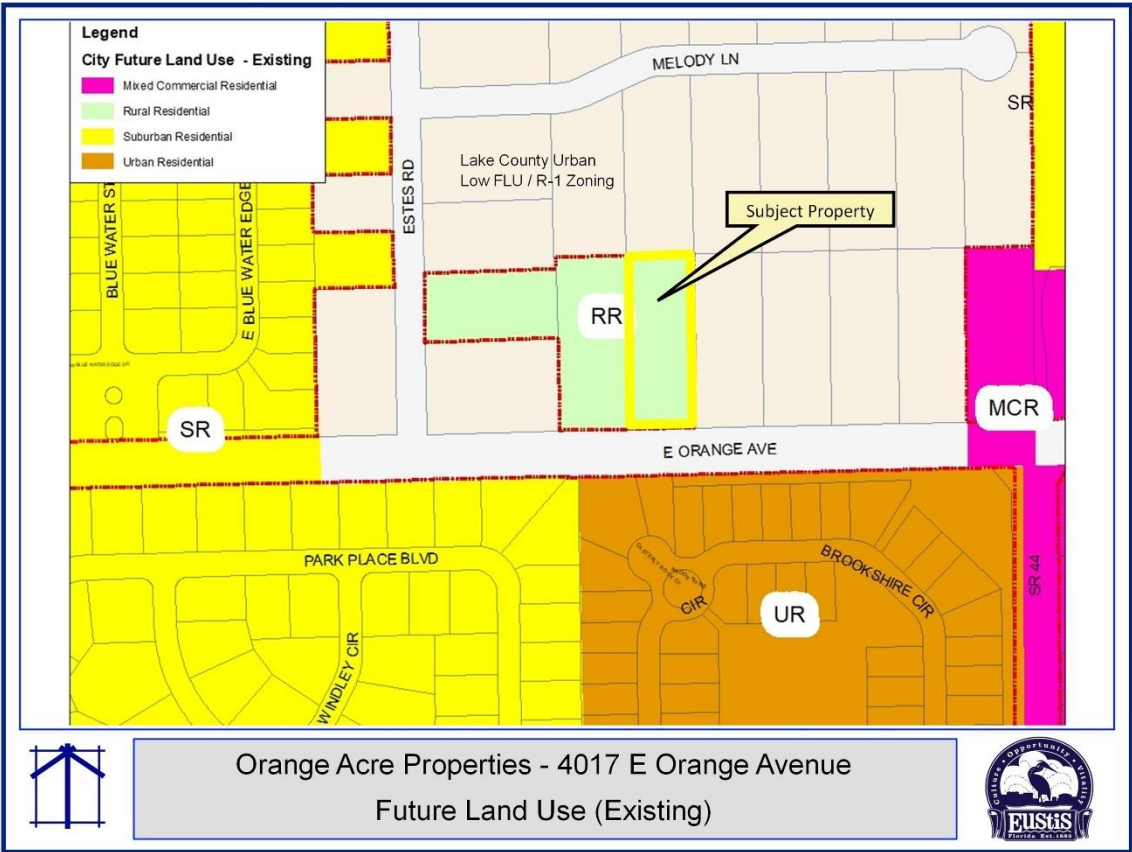 Legend
City Future Land Use - Existing
Mixed Commercial Residential
Rural Residential
Suburban Residential
Urban Residential
MELODY LN
SR
Lake County Urban
Low FLU / R-1 Zoning
ESTES RD
BLUE WATER ST
E BLUE WATER EDGE
Subject Property
RR
MCR
SR
E ORANGE AVE
PARK PLACE BLVD
BROOKSHIRE CIR
CIR
UR
SR 44
WINDLEY CIR
Orange Acre Properties - 4017 E Orange Avenue
Future Land Use (Existing)
Culture • Opportunity • Vitality
EUSTIS
Florida Est. 1883